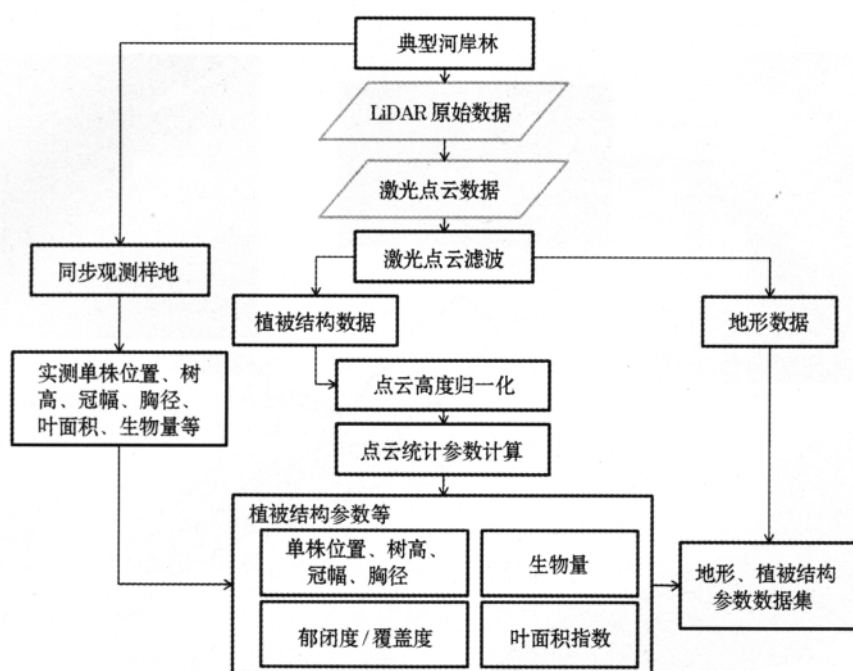 典型河岸林
LiDAR 原始数据
激光点云数据
激光点云滤波
同步观测样地
植被结构数据
地形数据
实测单株位置、树
高、冠幅、胸径、
叶面积、生物量等
点云高度归一化
点云统计参数计算
植被结构参数等
单株位置、树高、
冠幅、胸径
生物量
郁闭度/覆盖度
叶面积指数
地形、植被结构
参数数据集